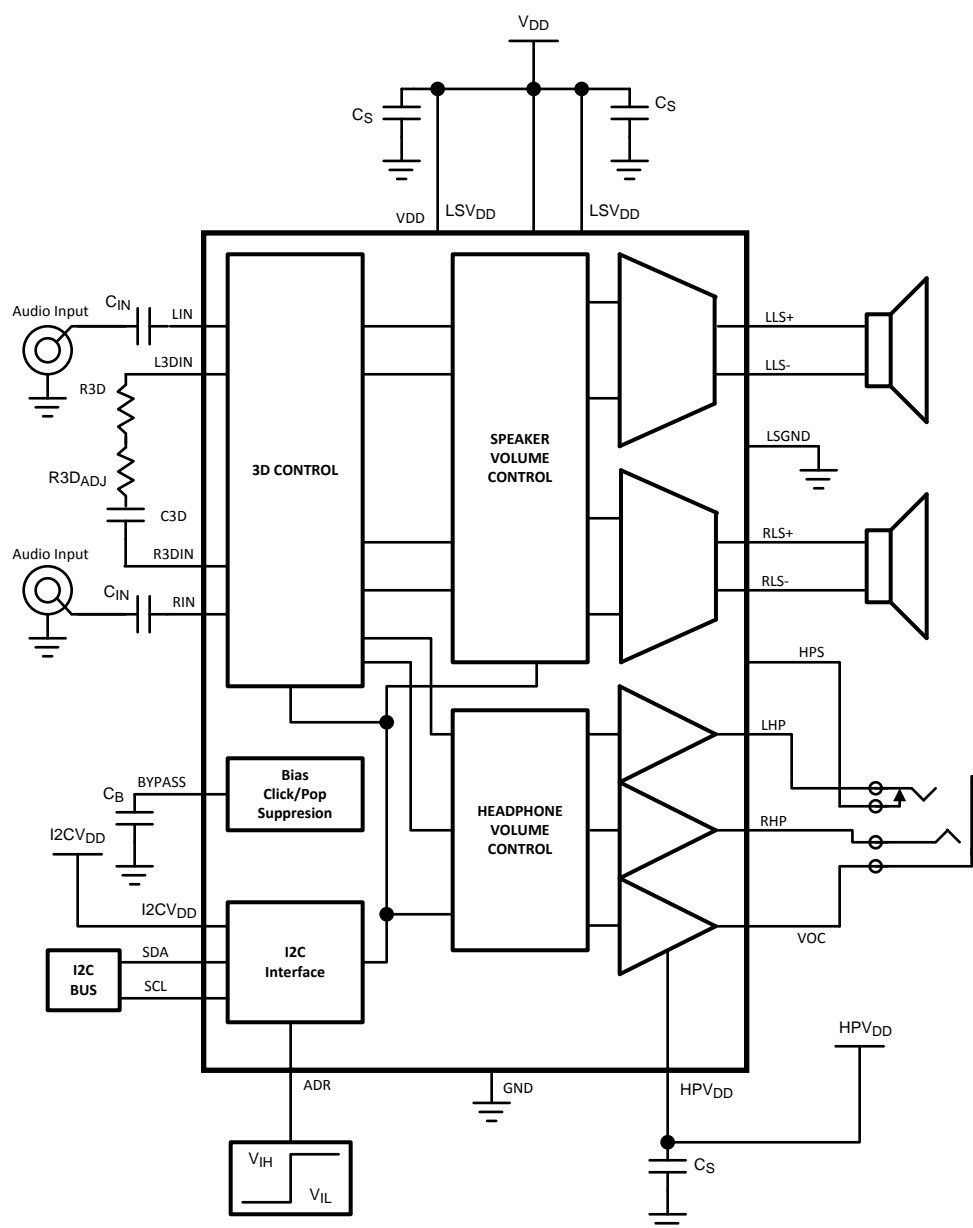 VDD
CS
CS
VDD
LSVDD
LSVDD
Audio Input
CIN
LIN
L3DIN
R3D
R3DADJ
C3D
R3DIN
Audio Input
CIN
RIN
3D CONTROL
SPEAKER
VOLUME
CONTROL
LLS+
LLS-
LSGND
RLS+
RLS-
HPS
LHP
RHP
VOC
BYPASS
CB
Bias
Click/Pop
Suppresion
HEADPHONE
VOLUME
CONTROL
I2CVDD
I2CVDD
SDA
SCL
I2C
BUS
I2C
Interface
ADR
GND
HPVDD
HPVDD
CS
VIH
VIL